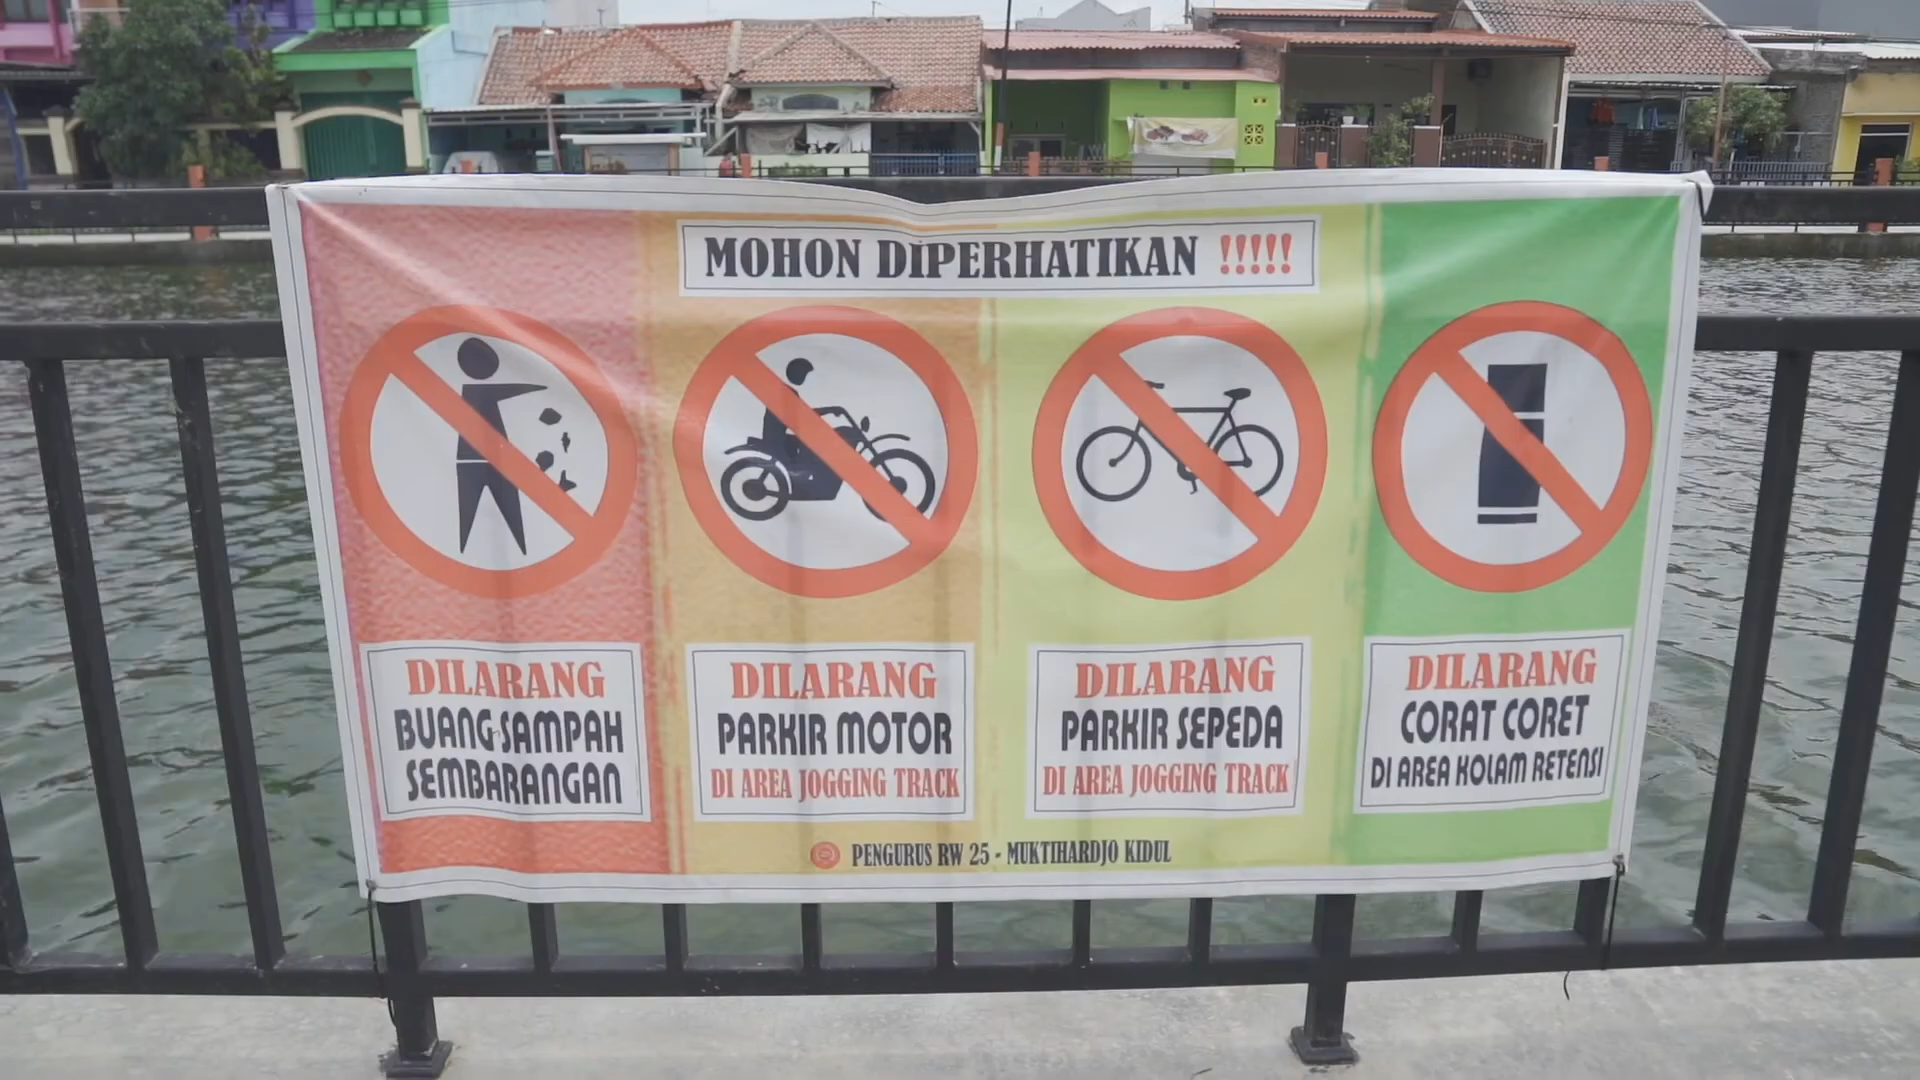 MOHON DIPERHATIKAN !!!!!
DILARANG
BUANG SAMPAH
SEMBARANGAN
DILARANG
PARKIR MOTOR
DI AREA JOGGING TRACK
DILARANG
PARKIR SEPEDA
DI AREA JOGGING TRACK
DILARANG
CORAT CORET
DI AREA KOLAM RETENSI
PENGURUS RW 25 - MUKTIHARDJO KIDUL